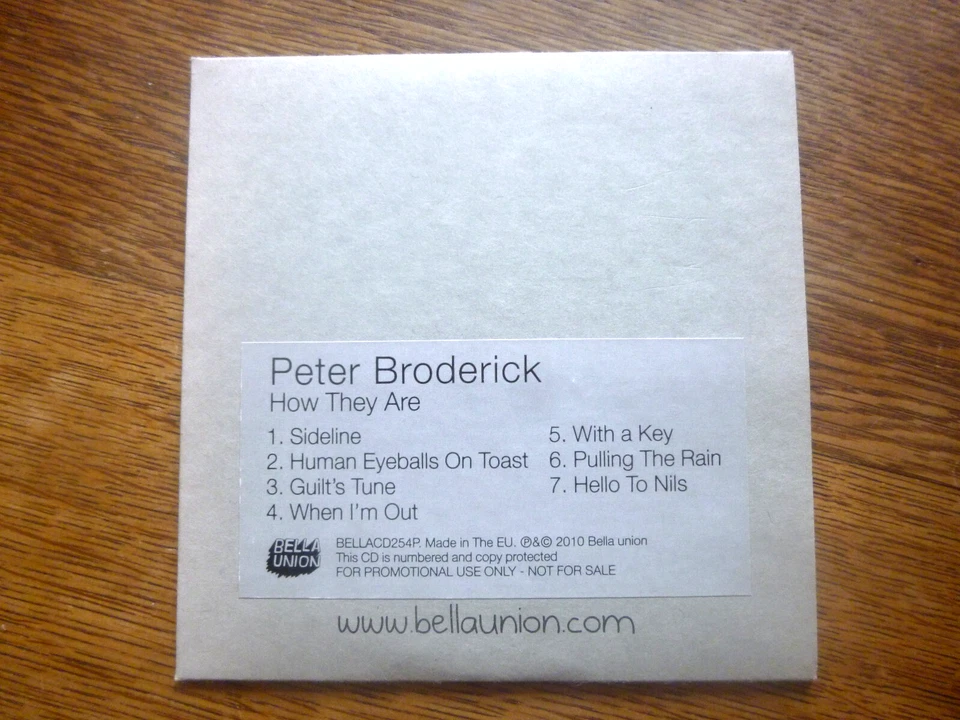 Peter Broderick
How They Are
1. Sideline
2. Human Eyeballs On Toast
3. Guilt's Tune
4. When I'm Out
5. With a Key
6. Pulling The Rain
7. Hello To Nils
BELLA
UNION
BELLACD254P. Made in The EU. ℗&© 2010 Bella union
This CD is numbered and copy protected
FOR PROMOTIONAL USE ONLY - NOT FOR SALE
www.bellaunion.com